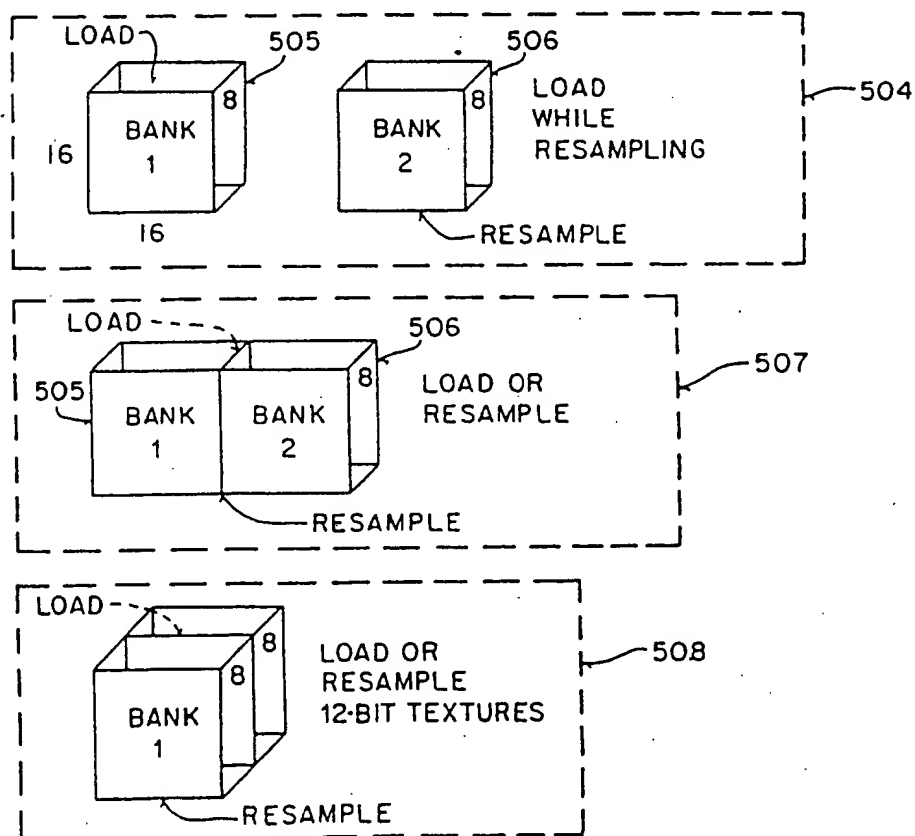 LOAD
505
506
BANK
1
8
16
16
BANK
2
8
LOAD
WHILE
RESAMPLING
504
RESAMPLE
LOAD
506
505
BANK
1
BANK
2
8
LOAD OR
RESAMPLE
507
RESAMPLE
LOAD
8
8
BANK
1
LOAD OR
RESAMPLE
12-BIT TEXTURES
508
RESAMPLE